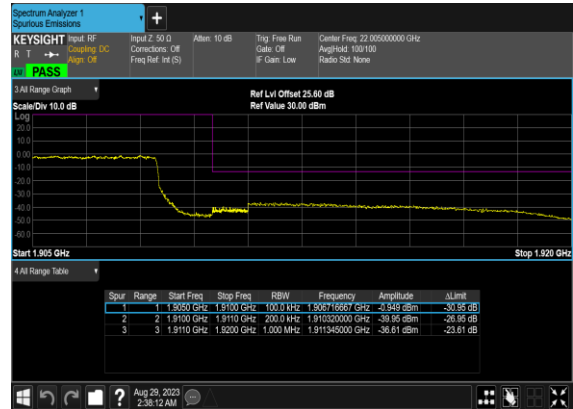 Spectrum Analyzer 1
Spurious Emissions
KEYSIGHT Input: RF Input Z: 50 Ω Atten: 10 dB Trig: Free Run Center Freq: 22.005000000 GHz
R T Coupling: DC Corrections: Off Gate: Off Avg|Hold: 100/100
Align: Off Freq Ref: Int (S) IF Gain: Low Radio Std: None
LW PASS
3 All Range Graph
Ref Lvl Offset 25.60 dB
Scale/Div 10.0 dB Ref Value 30.00 dBm
Log
20.0
10.0
0.00
-10.0
-20.0
-30.0
-40.0
-50.0
-60.0
Start 1.905 GHz Stop 1.920 GHz
4 All Range Table
Spur Range Start Freq Stop Freq RBW Frequency Amplitude ΔLimit
1 1 1.9050 GHz 1.9100 GHz 100.0 kHz 1.906716667 GHz -0.949 dBm -30.95 dB
2 2 1.9100 GHz 1.9110 GHz 200.0 kHz 1.910320000 GHz -39.95 dBm -26.95 dB
3 3 1.9110 GHz 1.9200 GHz 1.000 MHz 1.911345000 GHz -36.61 dBm -23.61 dB
? Aug 29, 2023
2:38:12 AM